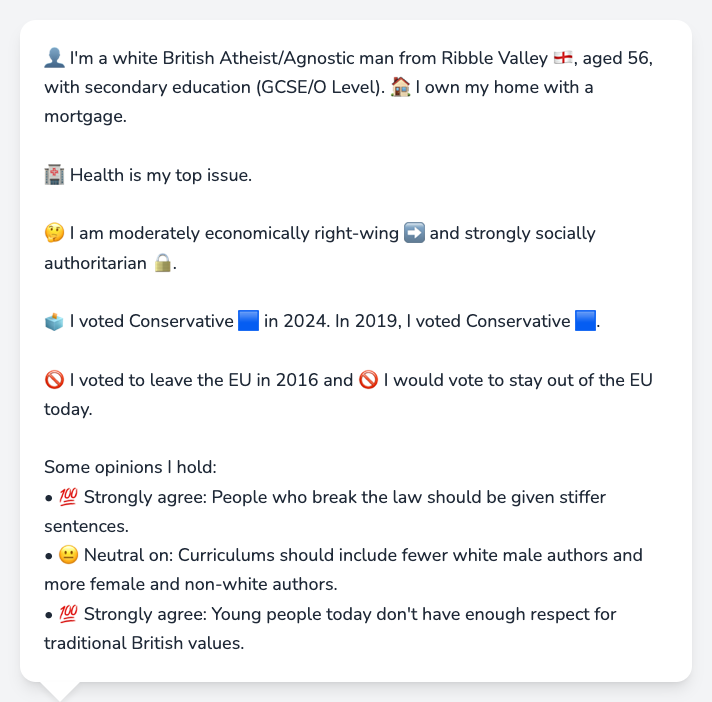 👤 I'm a white British Atheist/Agnostic man from Ribble Valley 🏴󠁧󠁢󠁥󠁮󠁧󠁿, aged 56,
with secondary education (GCSE/O Level). 🏠 I own my home with a
mortgage.
🏥 Health is my top issue.
🤔 I am moderately economically right-wing ➡️ and strongly socially
authoritarian 🔒.
🗳️ I voted Conservative 🟦 in 2024. In 2019, I voted Conservative 🟦.
🚫 I voted to leave the EU in 2016 and 🚫 I would vote to stay out of the EU
today.
Some opinions I hold:
• 💯 Strongly agree: People who break the law should be given stiffer
sentences.
• 😐 Neutral on: Curriculums should include fewer white male authors and
more female and non-white authors.
• 💯 Strongly agree: Young people today don't have enough respect for
traditional British values.